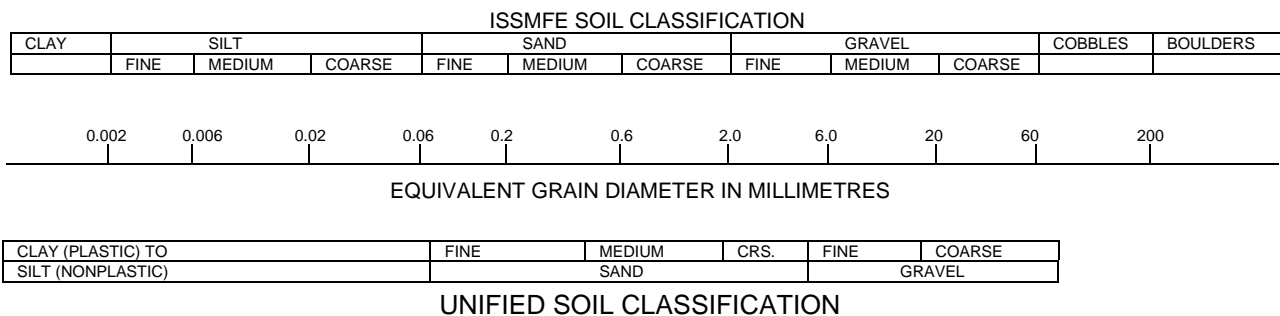 ISSMFE SOIL CLASSIFICATION
CLAY SILT SAND GRAVEL COBBLES BOULDERS
FINE MEDIUM COARSE FINE MEDIUM COARSE FINE MEDIUM COARSE
0.002 0.006 0.02 0.06 0.2 0.6 2.0 6.0 20 60 200
EQUIVALENT GRAIN DIAMETER IN MILLIMETRES
CLAY (PLASTIC) TO FINE MEDIUM CRS. FINE COARSE
SILT (NONPLASTIC) SAND GRAVEL
UNIFIED SOIL CLASSIFICATION